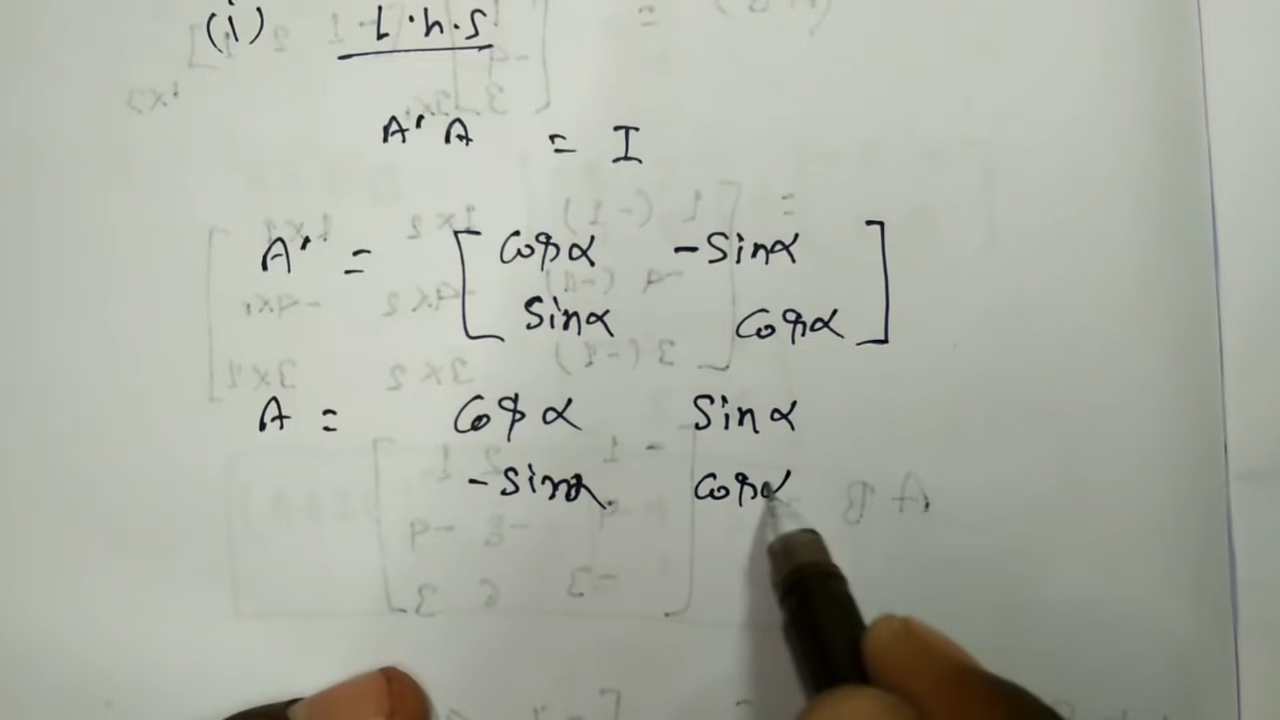 (i) L.h.s
A' A = I
A' = [ Cosα -Sinα
Sinα Cosα ]
A = Cosα Sinα
-Sinα Cosα